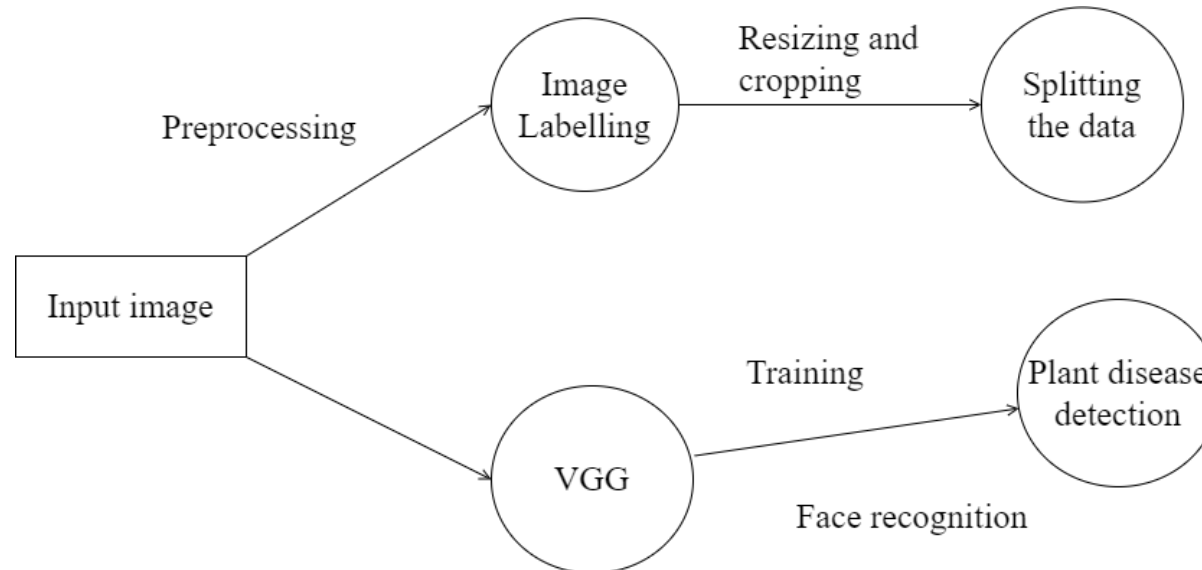 Resizing and
cropping
Image
Labelling
Splitting
the data
Preprocessing
Input image
Training
Plant disease
detection
VGG
Face recognition